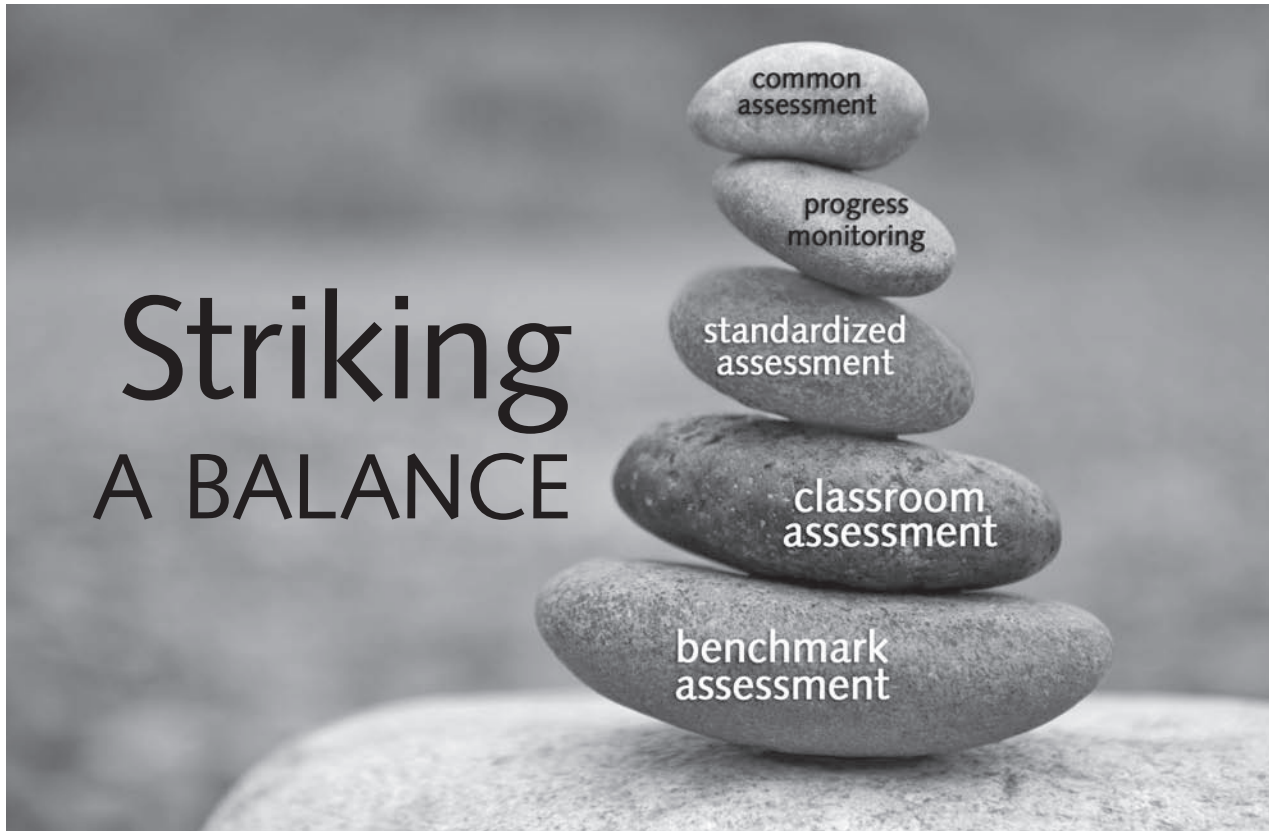 Striking
A BALANCE
common
assessment
progress
monitoring
standardized
assessment
classroom
assessment
benchmark
assessment